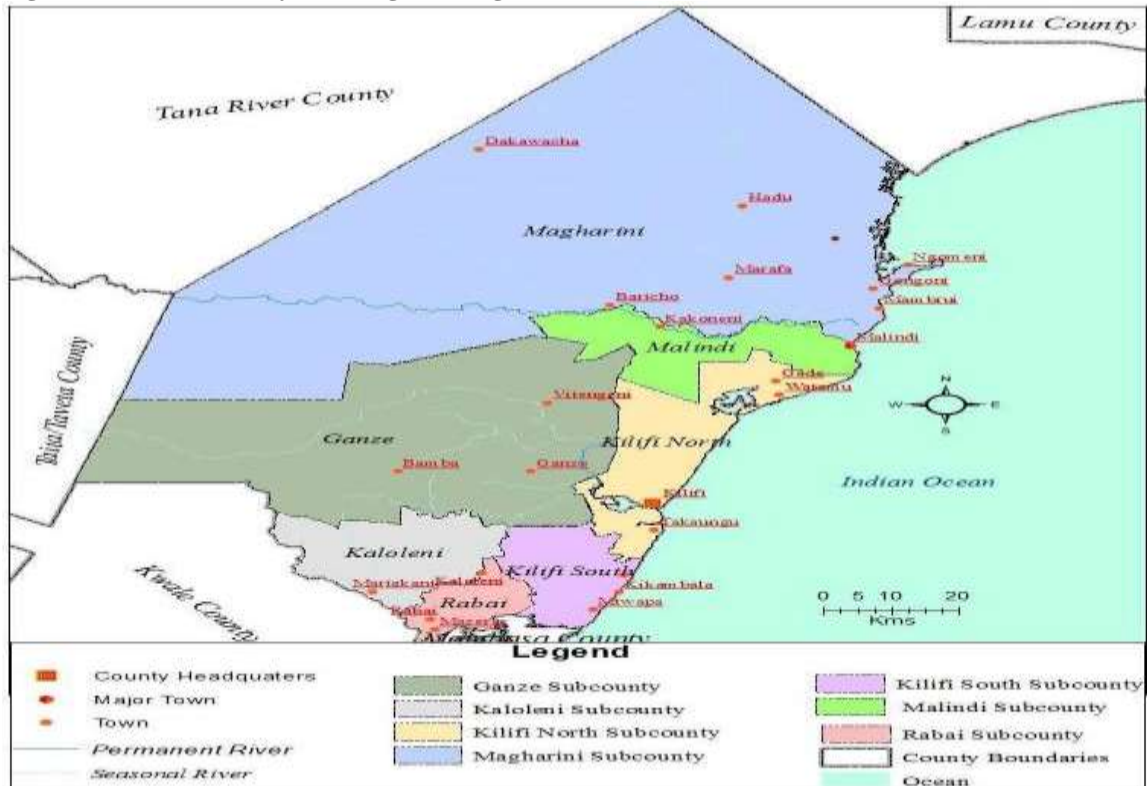 Lamu County
Tana River County
Dakawacha
Hadu
Magharini
Marafa
Ngomeni
Gongoni
Baricho
Mambrui
Kakoneni
Malindi
Malindi
Taita/Taveta County
Gede
Watamu
N
W E
S
Vitengeni
Ganze
Kilifi North
Bamba
Ganze
Indian Ocean
Kilifi
Takaungu
Kaloleni
Kilifi South
Kwale County
Mariakani
Kaloleni
Kikambala
Rabai
Rabai
Mtwapa
0 10 20
Kms
Mazeras
Mombasa County
Legend
County Headquaters
Major Town
Town
Permanent River
Seasonal River
Ganze Subcounty
Kaloleni Subcounty
Kilifi North Subcounty
Magharini Subcounty
Kilifi South Subcounty
Malindi Subcounty
Rabai Subcounty
County Boundaries
Ocean